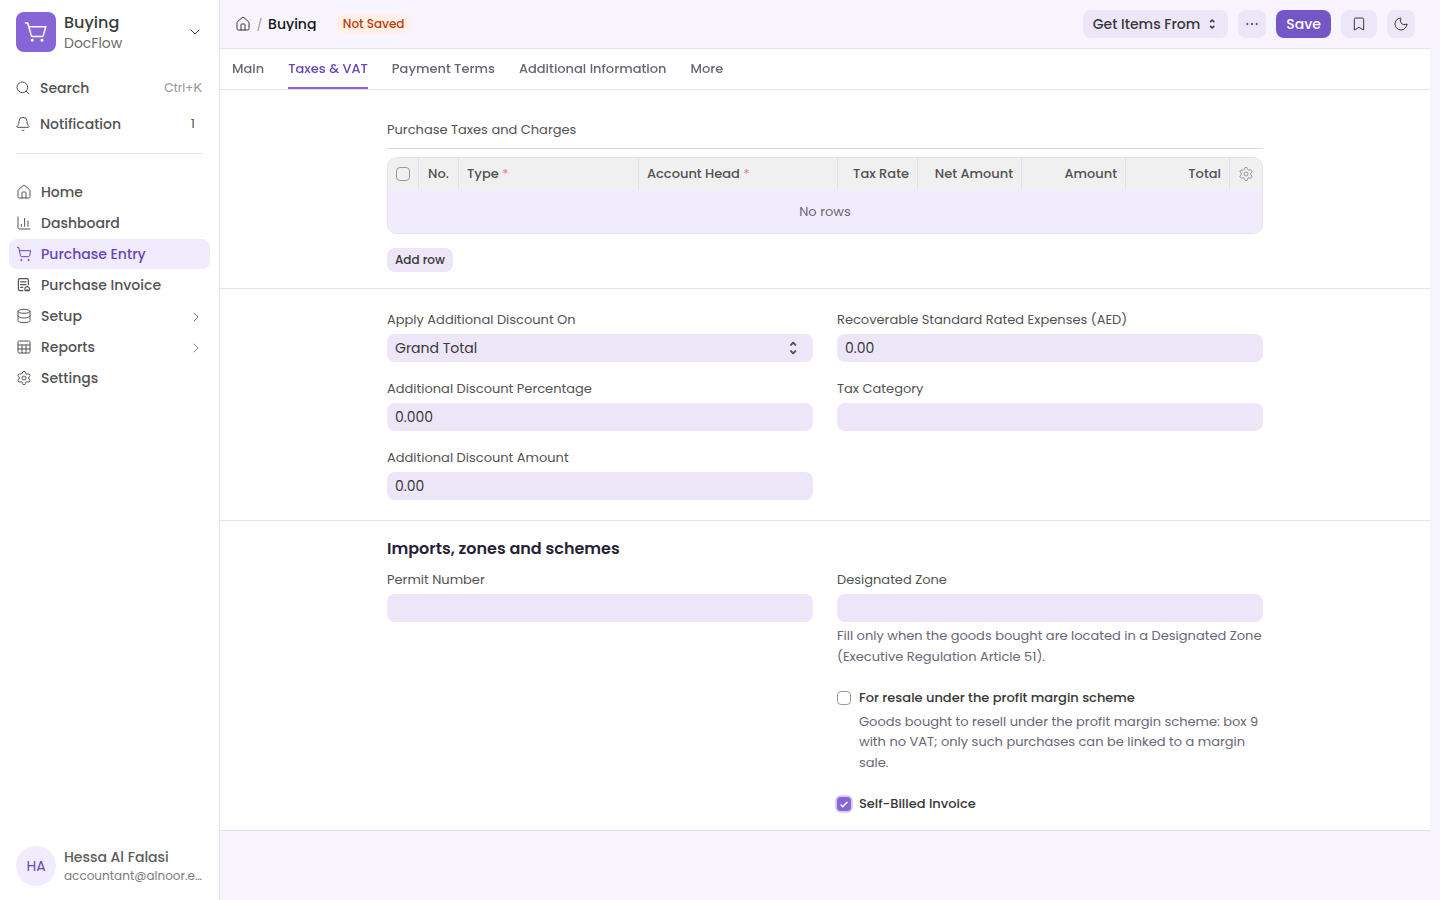 Buying
DocFlow
Search Ctrl+K
Notification 1
Home
Dashboard
Purchase Entry
Purchase Invoice
Setup
Reports
Settings
HA
Hessa Al Falasi
accountant@alnoor.e...
/ Buying Not Saved
Get Items From ... Save
Main Taxes & VAT Payment Terms Additional Information More
Purchase Taxes and Charges
No. Type * Account Head * Tax Rate Net Amount Amount Total
No rows
Add row
Apply Additional Discount On
Grand Total
Additional Discount Percentage
0.000
Additional Discount Amount
0.00
Recoverable Standard Rated Expenses (AED)
0.00
Tax Category
Imports, zones and schemes
Permit Number
Designated Zone
Fill only when the goods bought are located in a Designated Zone
(Executive Regulation Article 51).
For resale under the profit margin scheme
Goods bought to resell under the profit margin scheme: box 9
with no VAT; only such purchases can be linked to a margin
sale.
Self-Billed Invoice